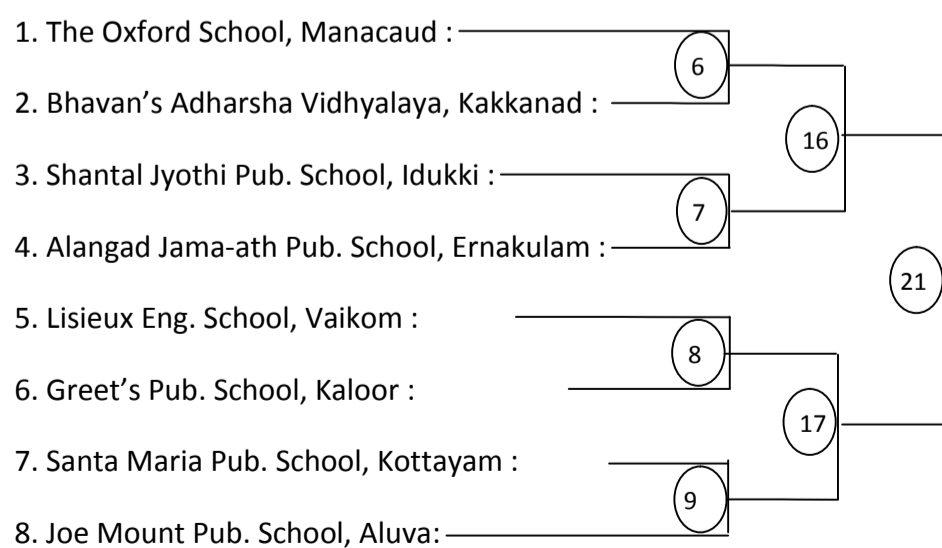 1. The Oxford School, Manacaud :
6
2. Bhavan’s Adharsha Vidhyalaya, Kakkanad :
16
3. Shantal Jyothi Pub. School, Idukki :
7
4. Alangad Jama-ath Pub. School, Ernakulam :
21
5. Lisieux Eng. School, Vaikom :
8
6. Greet’s Pub. School, Kaloor :
17
7. Santa Maria Pub. School, Kottayam :
9
8. Joe Mount Pub. School, Aluva: